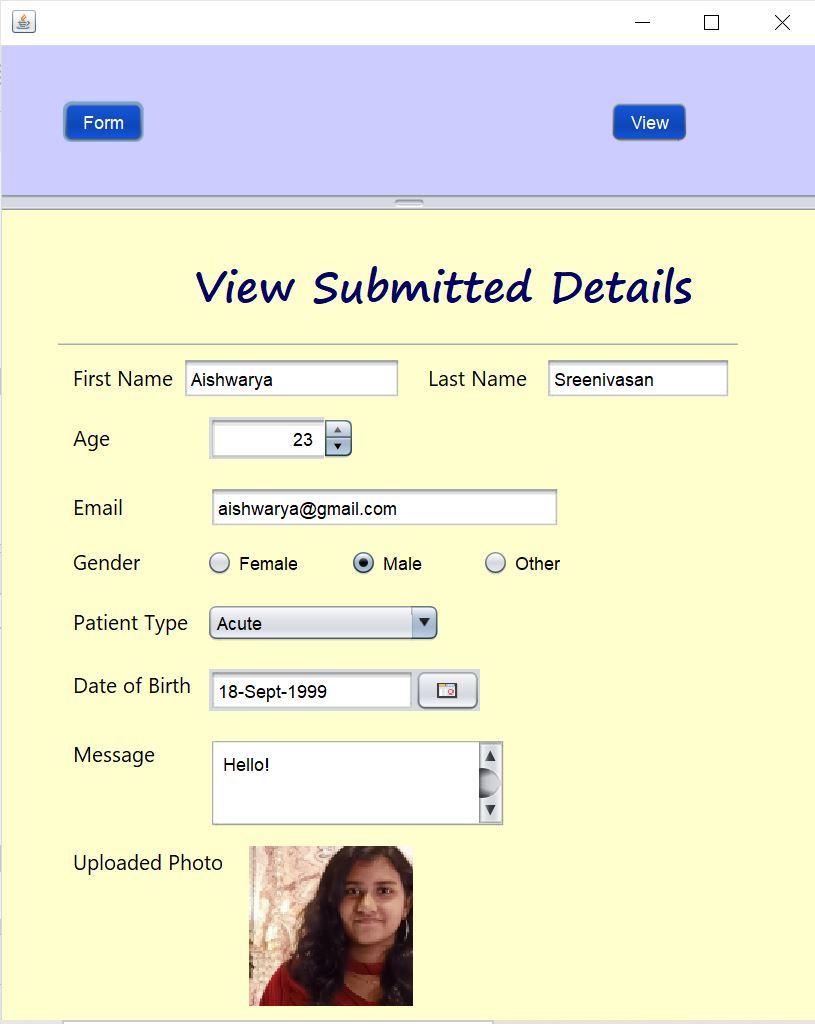 Form View
View Submitted Details
First Name Aishwarya Last Name Sreenivasan
Age 23
Email aishwarya@gmail.com
Gender Female Male Other
Patient Type Acute
Date of Birth 18-Sept-1999
Message Hello!
Uploaded Photo